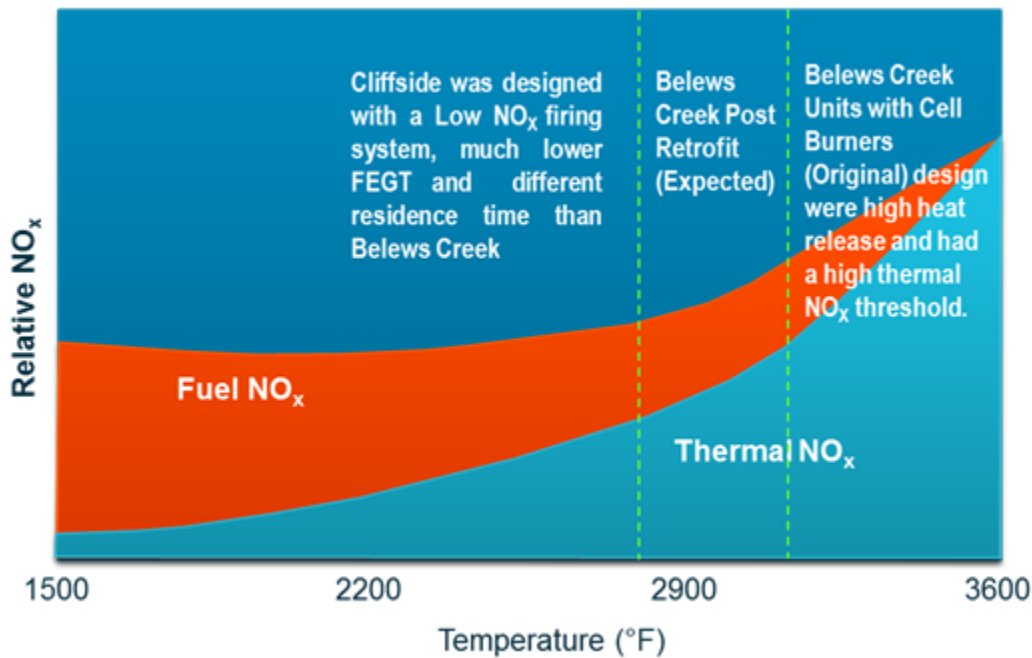 Cliffside was designed
with a Low NOx firing
system, much lower
FEGT and different
residence time than
Belews Creek
Belews
Creek Post
Retrofit
(Expected)
Belews Creek
Units with Cell
Burners
(Original) design
were high heat
release and had
a high thermal
NOx threshold.
Relative NOx
Fuel NOx
Thermal NOx
1500 2200 2900 3600
Temperature (°F)